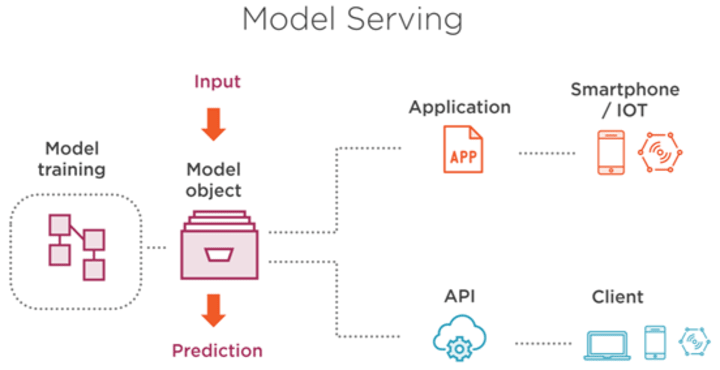 Model Serving
Input
Model
training
Model
object
Prediction
Application
APP
Smartphone
/ IOT
API
Client